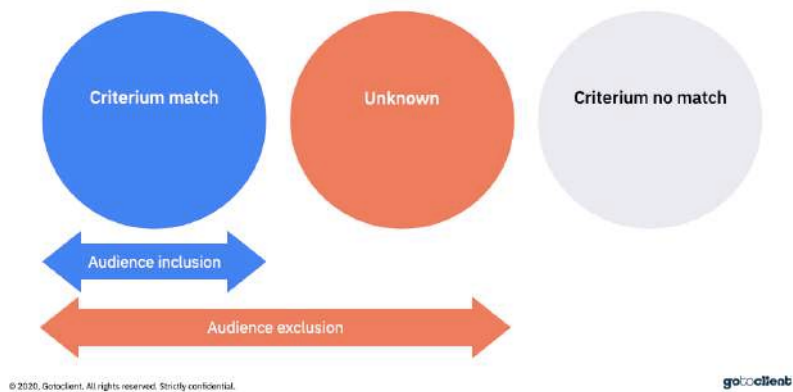 Criterium match
Unknown
Criterium no match
Audience inclusion
Audience exclusion
© 2020, Gotoclient. All rights reserved. Strictly confidential.
gotoclient